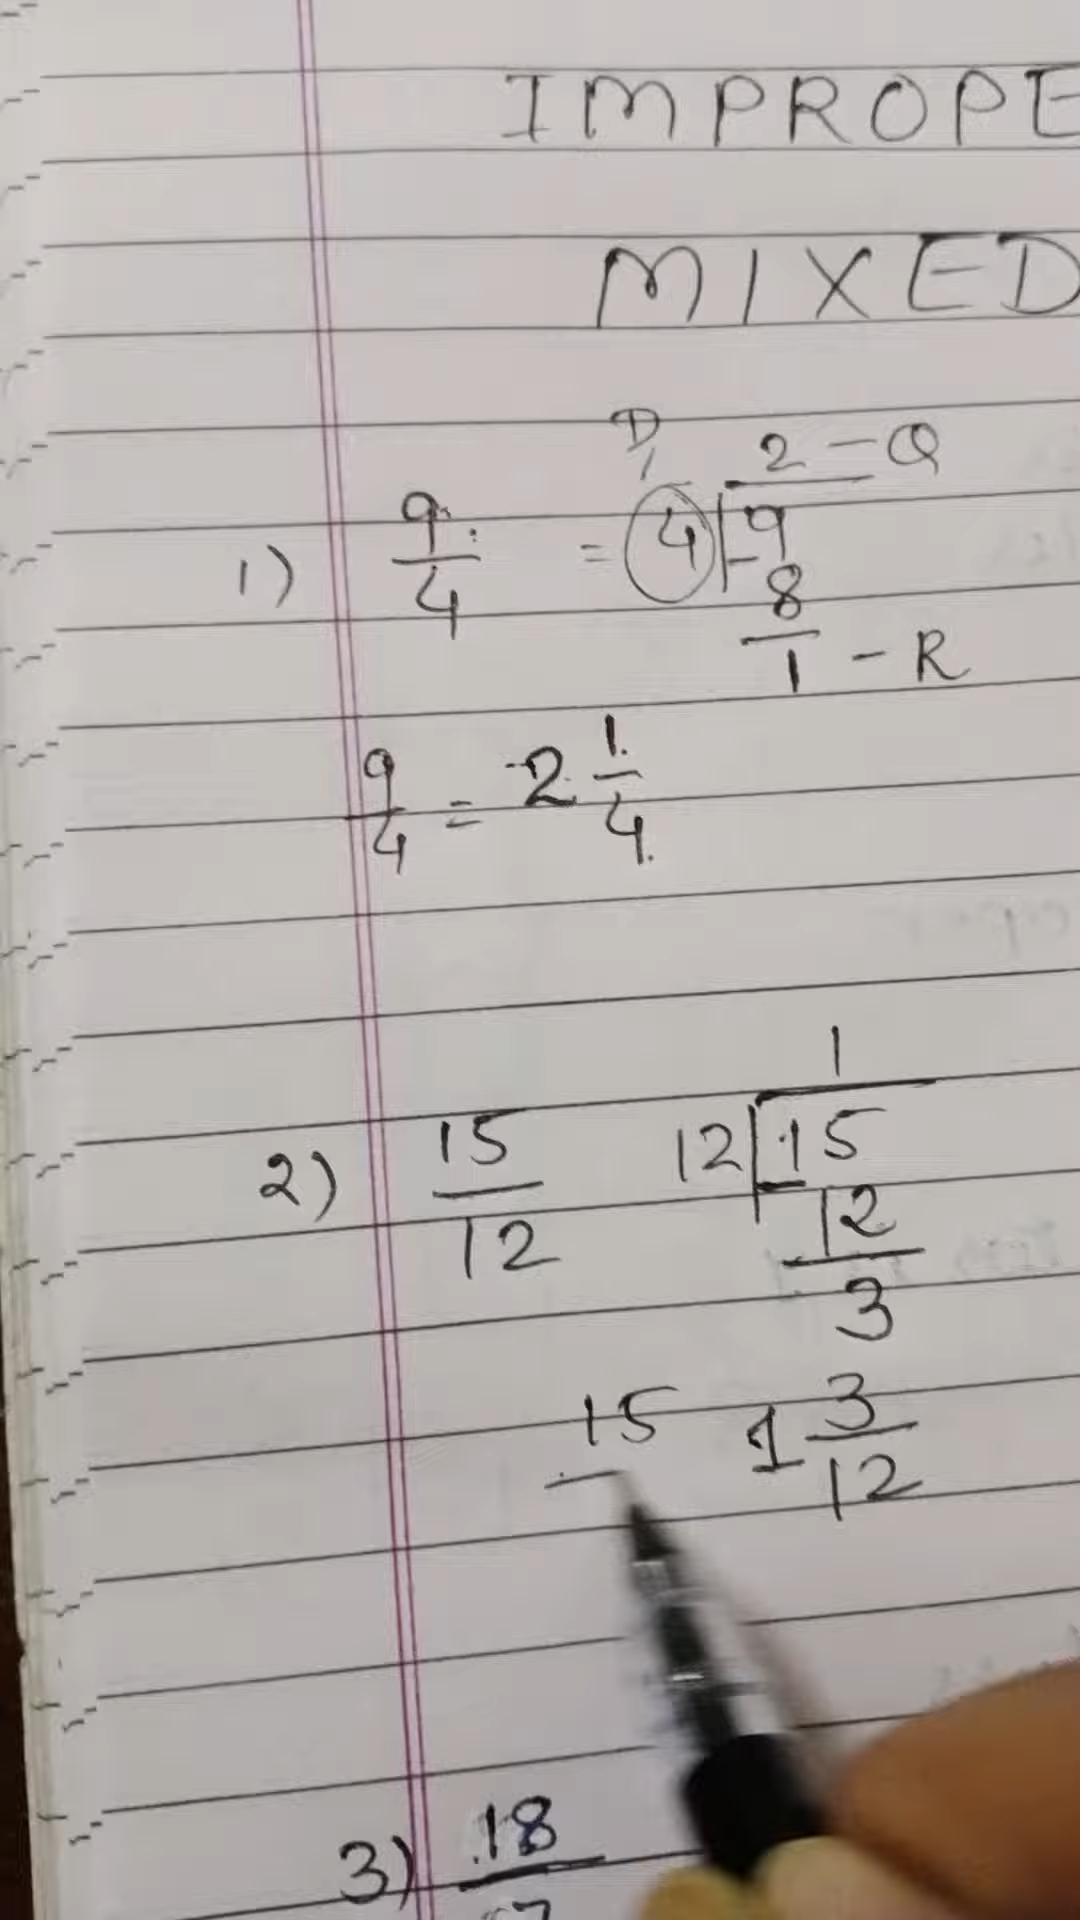 IMPROPE
MIXED
D
2 - Q
1) 9/4 = 4 9
- 8
1 - R
9/4 = 2 1/4
1
2) 15/12 12 15
- 12
3
15 1 3/12
3) 18